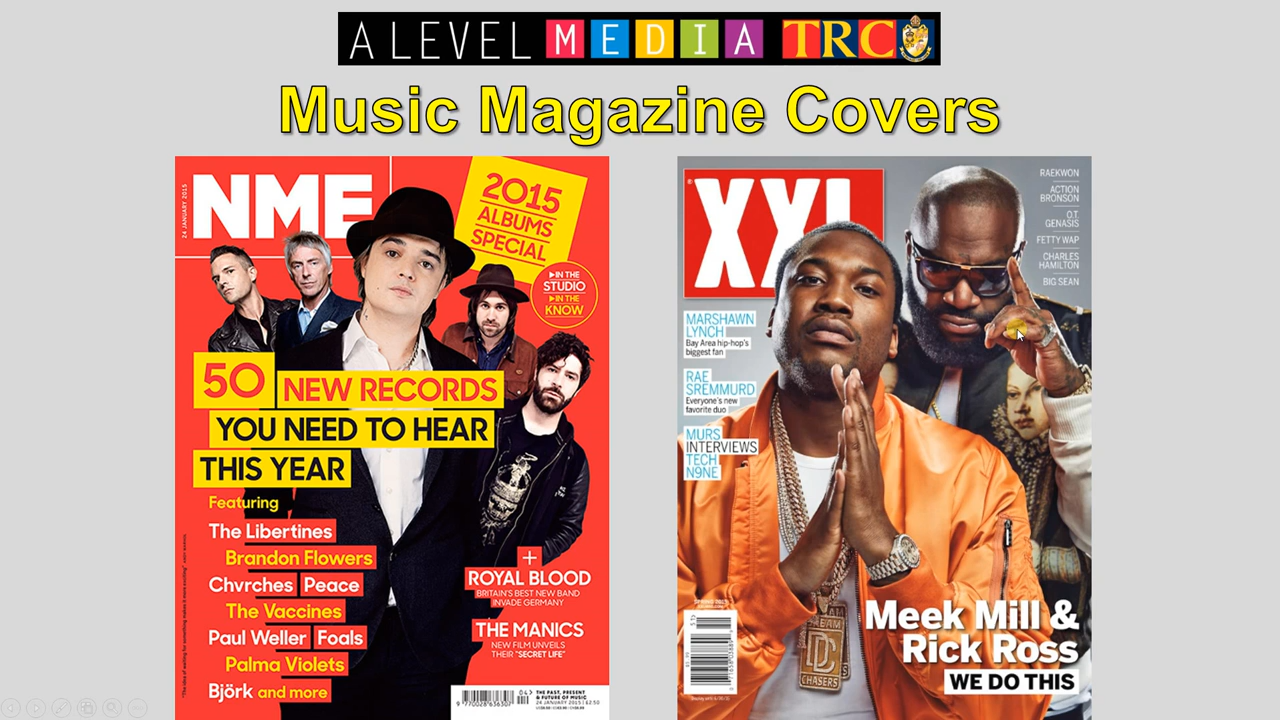 A LEVEL MEDIA TRC
Music Magazine Covers
24 JANUARY 2015
NME
2015
ALBUMS
SPECIAL
IN THE
STUDIO
IN THE
KNOW
50 NEW RECORDS
YOU NEED TO HEAR
THIS YEAR
Featuring
The Libertines
Brandon Flowers
Chvrches Peace
The Vaccines
Paul Weller Foals
Palma Violets
Björk and more
+
ROYAL BLOOD
BRITAIN'S BEST NEW BAND
INVADE GERMANY
THE MANICS
NEW FILM UNVEILS
THEIR "SECRET LIFE"
THE PAST, PRESENT
& FUTURE OF MUSIC
24 JANUARY 2015 | £2.50
XXL
RAEKWON
ACTION
BRONSON
O.T.
GENASIS
FETTY WAP
CHARLES
HAMILTON
BIG SEAN
MARSHAWN
LYNCH
Bay Area hip-hop's
biggest fan
RAE
SREMMURD
Everyone's new
favorite duo
MURS
INTERVIEWS
TECH
N9NE
DC
CHASERS
Meek Mill &
Rick Ross
WE DO THIS